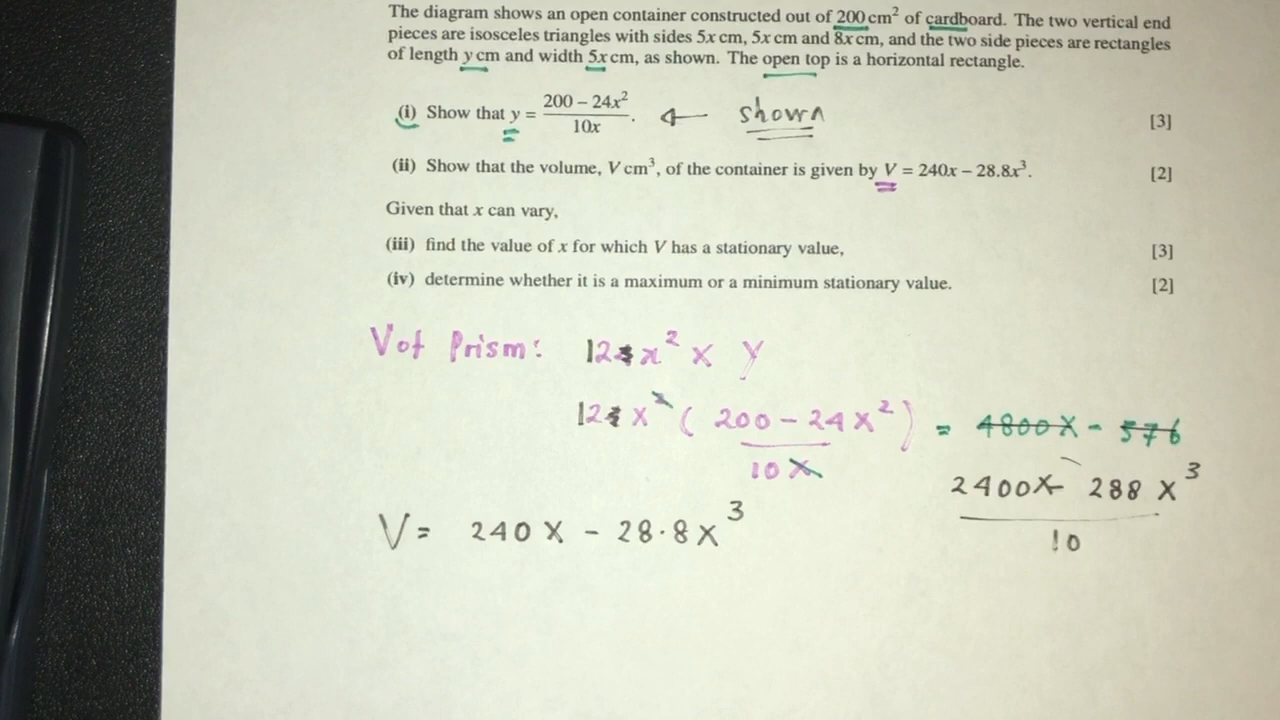 The diagram shows an open container constructed out of 200 cm² of cardboard. The two vertical end
pieces are isosceles triangles with sides 5x cm, 5x cm and 8x cm, and the two side pieces are rectangles
of length y cm and width 5x cm, as shown. The open top is a horizontal rectangle.
(i) Show that y = (200 – 24x²)/(10x). ← shown [3]
(ii) Show that the volume, V cm³, of the container is given by V = 240x – 28.8x³. [2]
Given that x can vary,
(iii) find the value of x for which V has a stationary value, [3]
(iv) determine whether it is a maximum or a minimum stationary value. [2]
V of Prism: 12x² x y
12x² (200 - 24x²)/(10x) = 4800x - 576
(2400x - 288x³)/10
V = 240x - 28.8x³